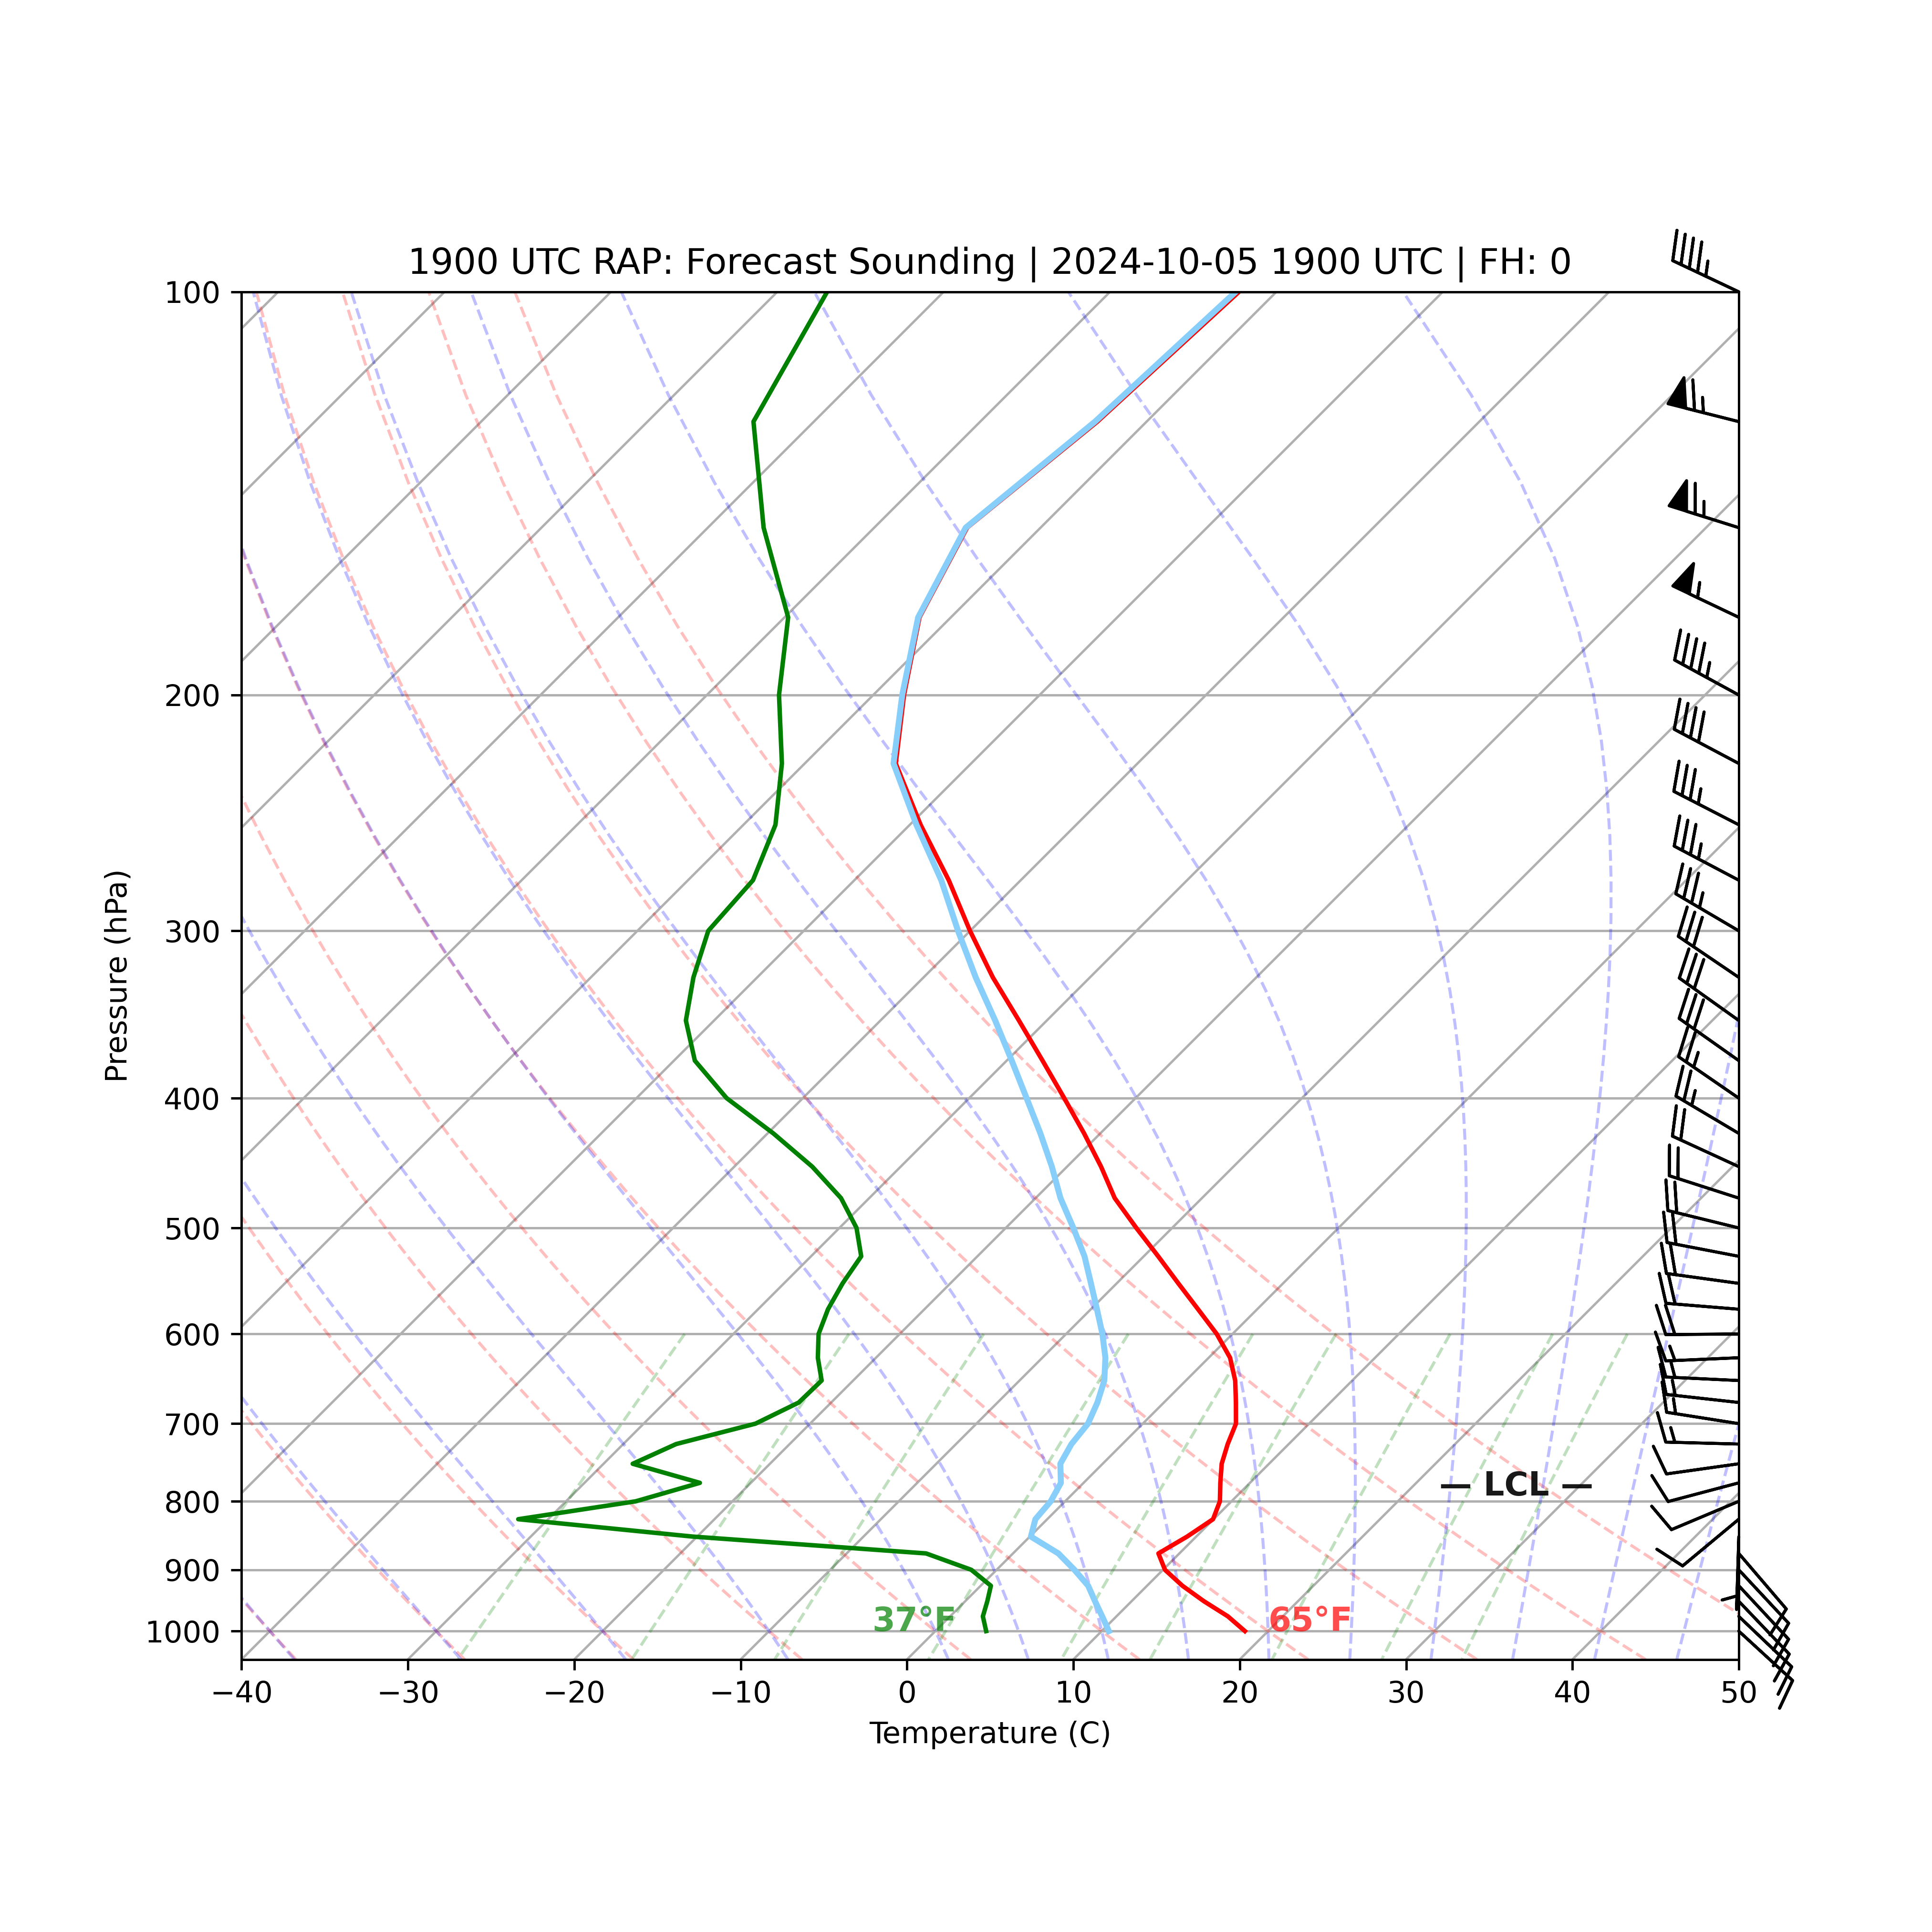 1900 UTC RAP: Forecast Sounding | 2024-10-05 1900 UTC | FH: 0
100
200
300
400
500
600
700
800
900
1000
Pressure (hPa)
— LCL —
37°F
65°F
−40 −30 −20 −10 0 10 20 30 40 50
Temperature (C)